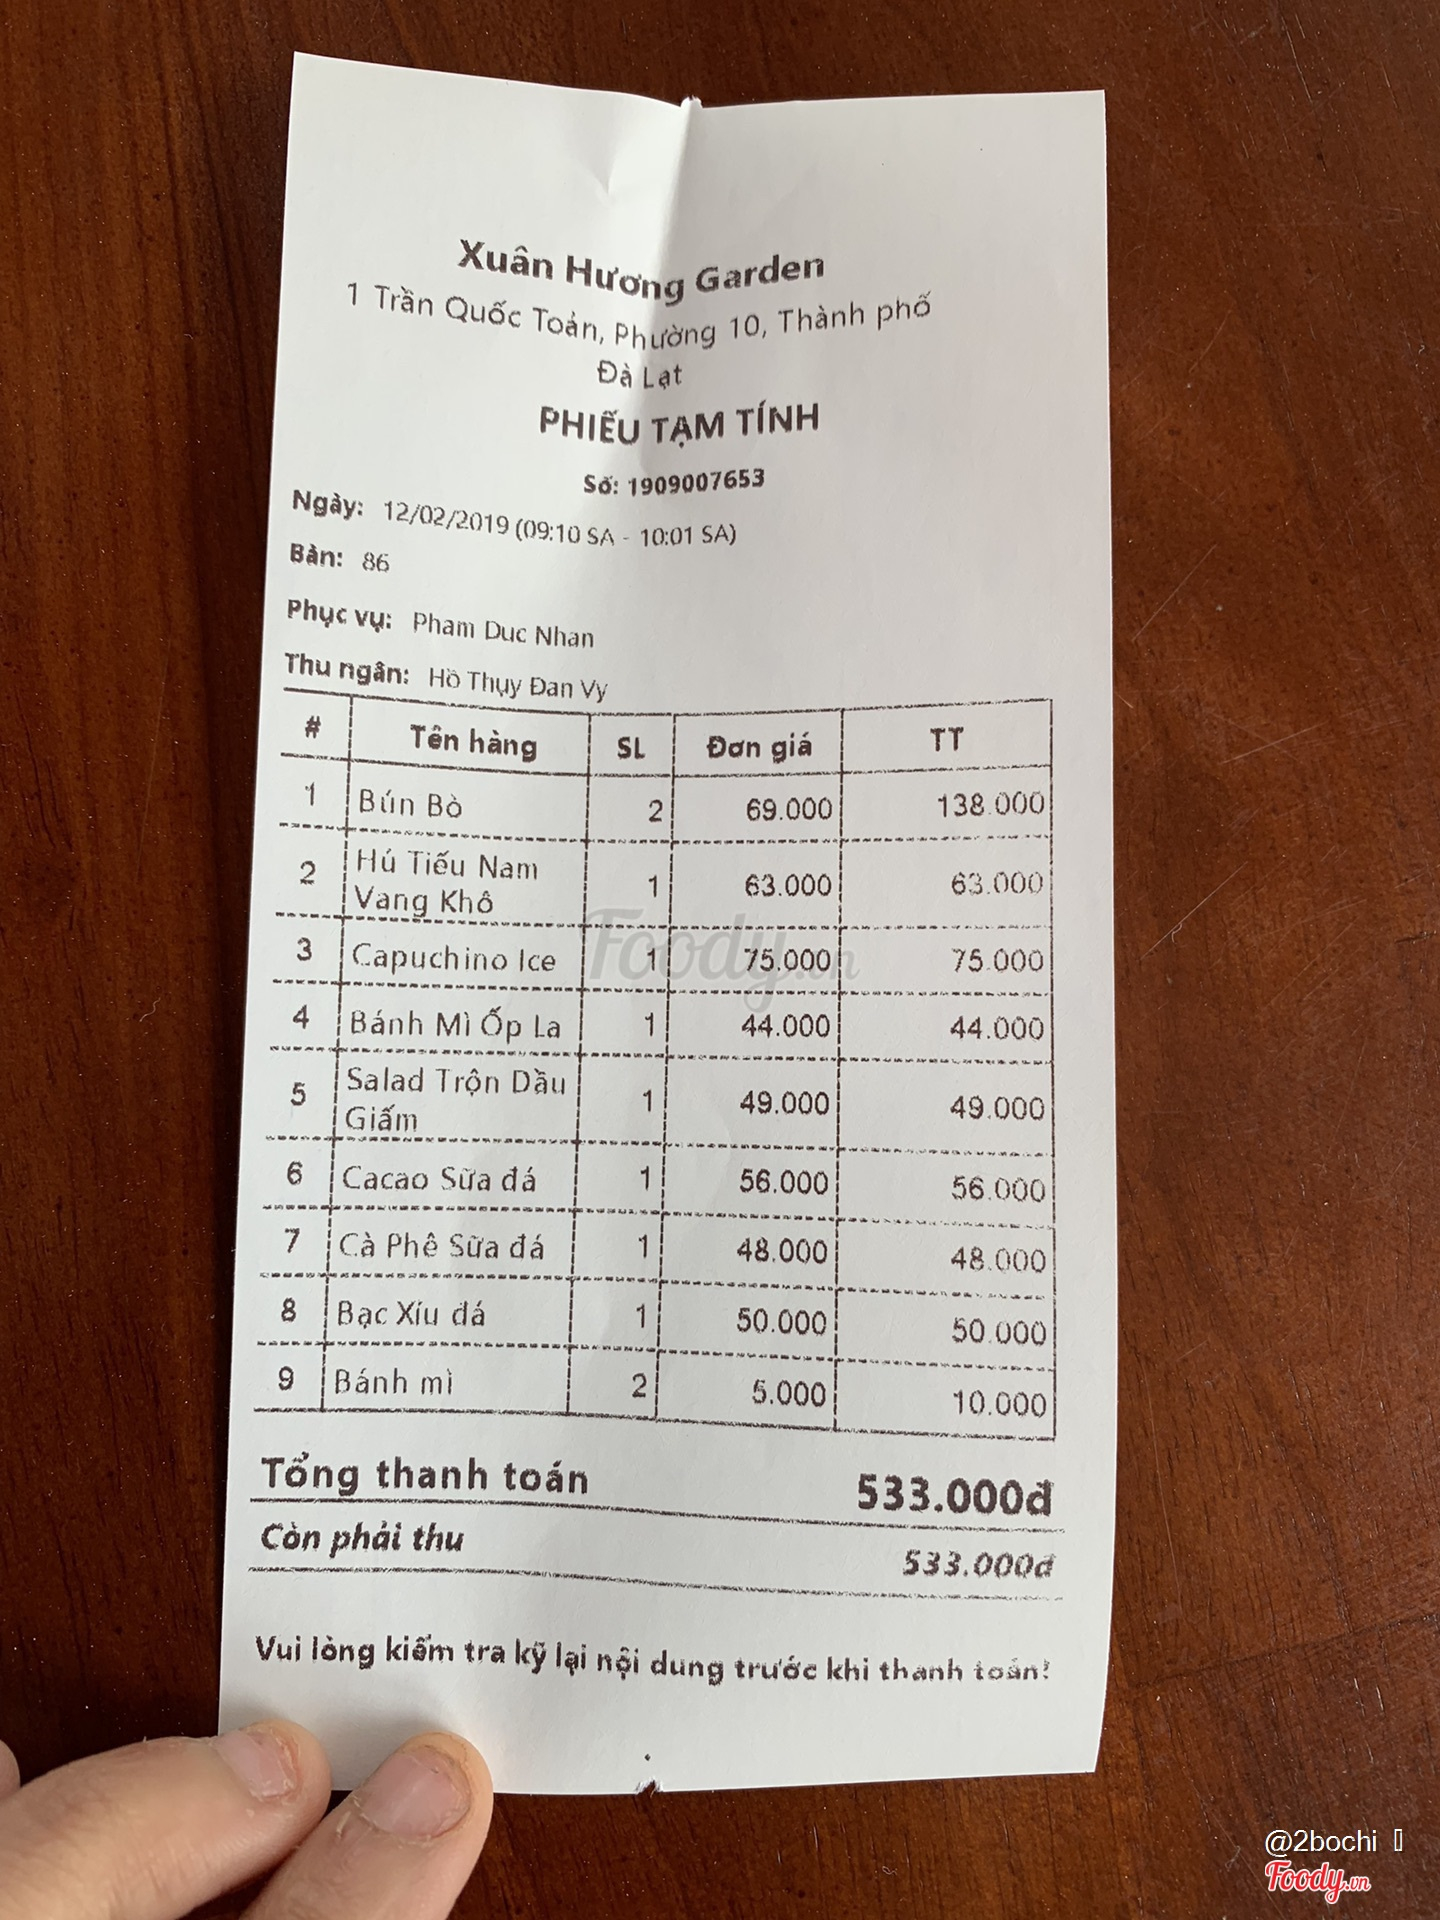 Xuân Hương Garden
1 Trần Quốc Toản, Phường 10, Thành phố
Đà Lạt
PHIẾU TẠM TÍNH
Số: 1909007653
Ngày: 12/02/2019 (09:10 SA - 10:01 SA)
Bàn: 86
Phục vụ: Pham Duc Nhan
Thu ngân: Hồ Thụy Đan Vy
# Tên hàng SL Đơn giá TT
1 Bún Bò 2 69.000 138.000
2 Hú Tiếu Nam
Vang Khô 1 63.000 63.000
3 Capuchino Ice 1 75.000 75.000
4 Bánh Mì Ốp La 1 44.000 44.000
5 Salad Trộn Dầu
Giấm 1 49.000 49.000
6 Cacao Sữa đá 1 56.000 56.000
7 Cà Phê Sữa đá 1 48.000 48.000
8 Bạc Xíu đá 1 50.000 50.000
9 Bánh mì 2 5.000 10.000
Tổng thanh toán 533.000đ
Còn phải thu 533.000đ
Vui lòng kiểm tra kỹ lại nội dung trước khi thanh toán!
Foody.vn
@2bochi
Foody.vn